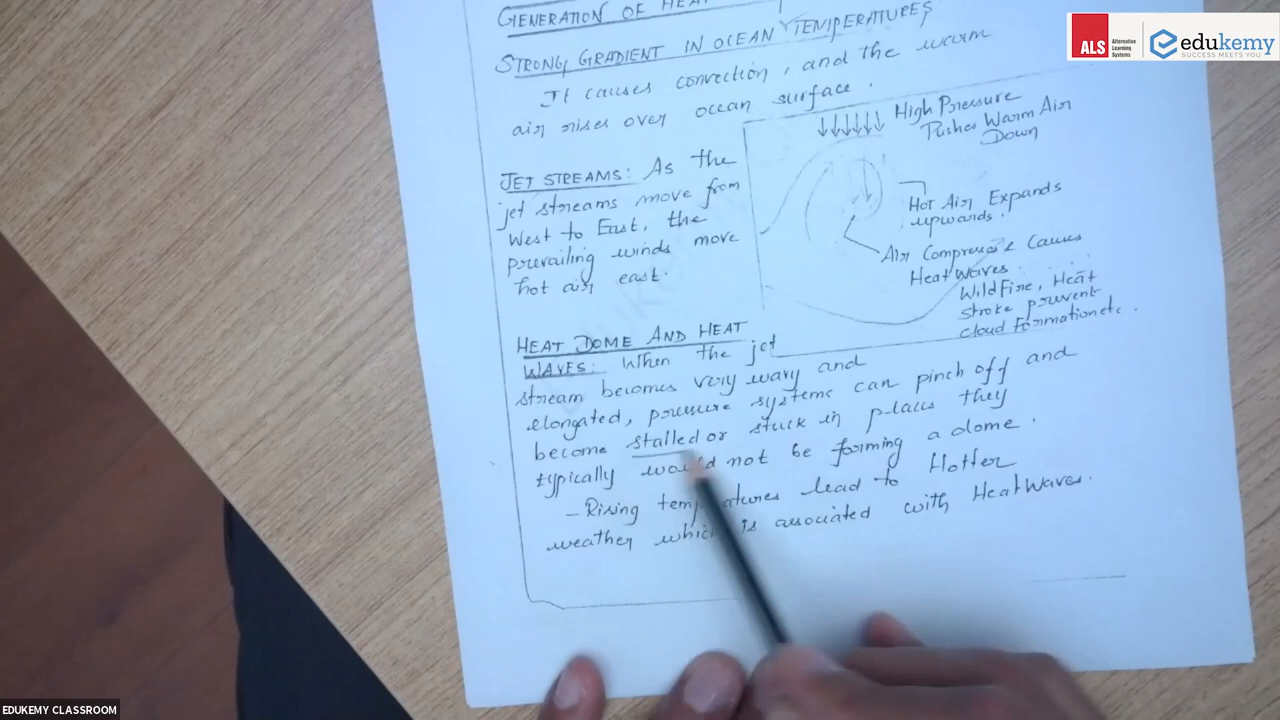 GENERATION OF HEAT
STRONG GRADIENT IN OCEAN TEMPERATURES
It causes convection, and the warm
air rises over ocean surface.
JET STREAMS: As the
jet streams move from
West to East, the
prevailing winds move
hot air east.
High Pressure
Pushes Warm Air
Down
Hot Air Expands
upwards.
Air Compresses & Causes
Heat Waves
WildFire, Heat
stroke prevent
cloud Formation etc.
HEAT DOME AND HEAT
WAVES: When the jet
stream becomes very wavy and
elongated, pressure systems can pinch off and
become stalled or stuck in places they
typically would not be forming a dome.
- Rising temperatures lead to Hotter
weather which is associated with HeatWaves.
ALS
Alternative
Learning
Systems
edukemy
SUCCESS MEETS YOU
EDUKEMY CLASSROOM